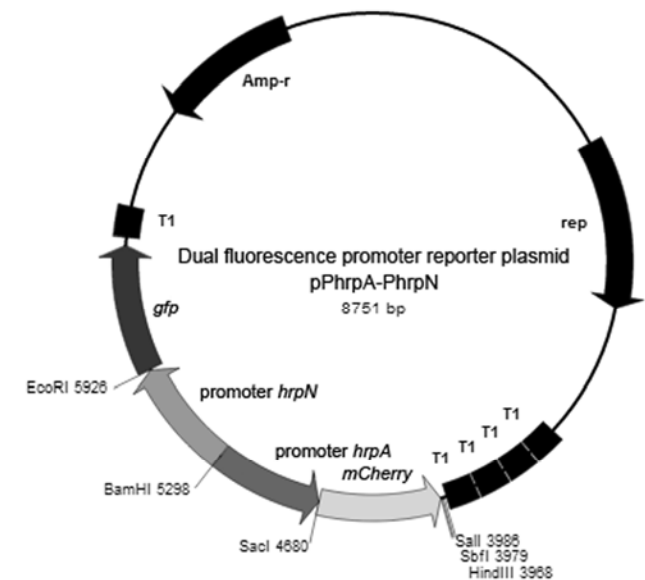 Amp-r
rep
T1
Dual fluorescence promoter reporter plasmid
pPhrpA-PhrpN
8751 bp
gfp
EcoRI 5926
promoter hrpN
T1
T1
T1
T1
promoter hrpA
mCherry
BamHI 5298
SacI 4680
SalI 3986
SbfI 3979
HindIII 3968